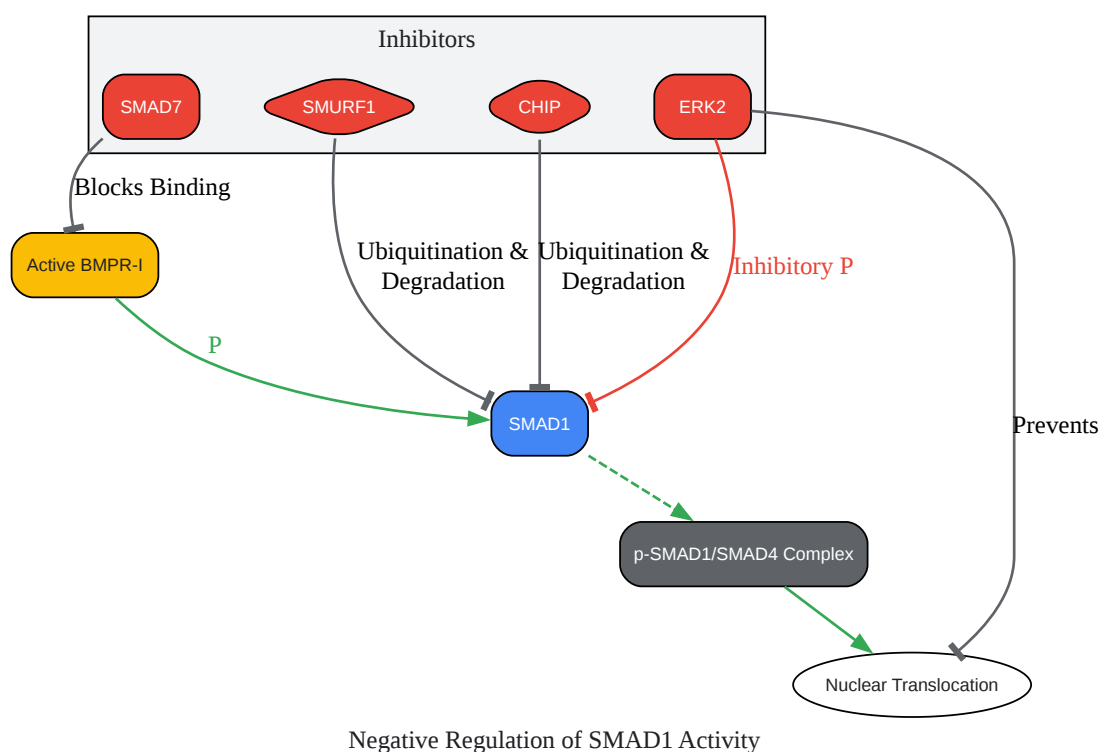 Inhibitors
SMAD7
SMURF1
CHIP
ERK2
Blocks Binding
Ubiquitination &
Degradation
Ubiquitination &
Degradation
Inhibitory P
Active BMPR-I
P
SMAD1
Prevents
p-SMAD1/SMAD4 Complex
Nuclear Translocation
Negative Regulation of SMAD1 Activity